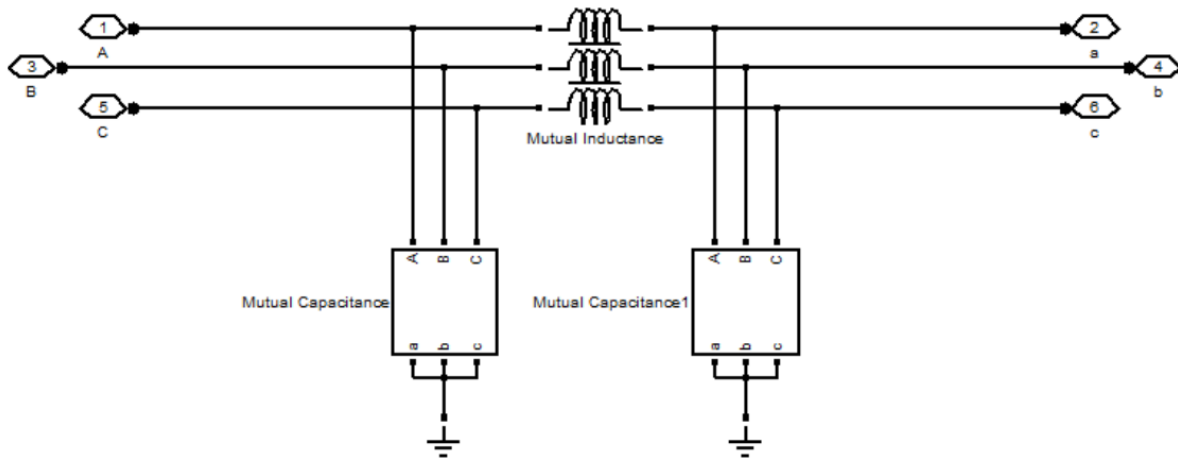 1
2
A
a
3
4
B
b
5
6
C
c
Mutual Inductance
A B C
A B C
Mutual Capacitance
Mutual Capacitance1
a b c
a b c